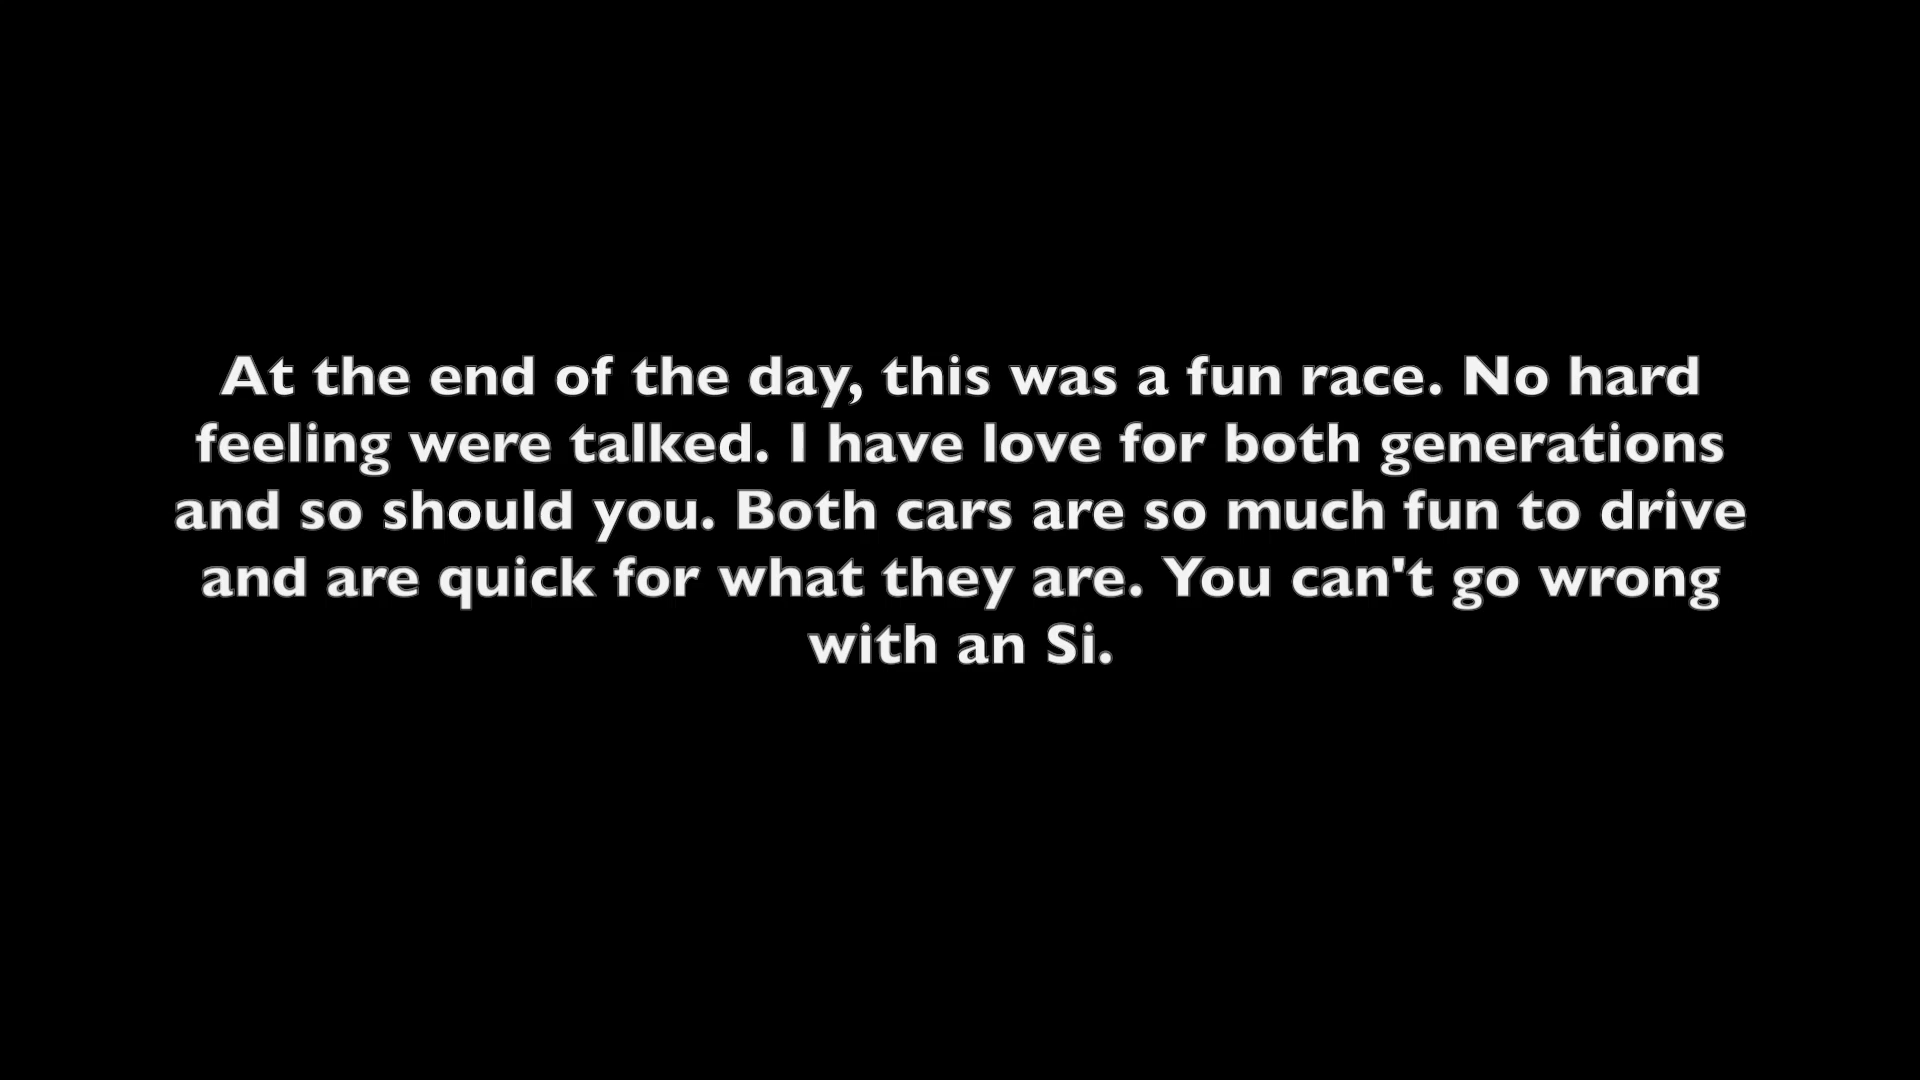 At the end of the day, this was a fun race. No hard
feeling were talked. I have love for both generations
and so should you. Both cars are so much fun to drive
and are quick for what they are. You can't go wrong
with an Si.